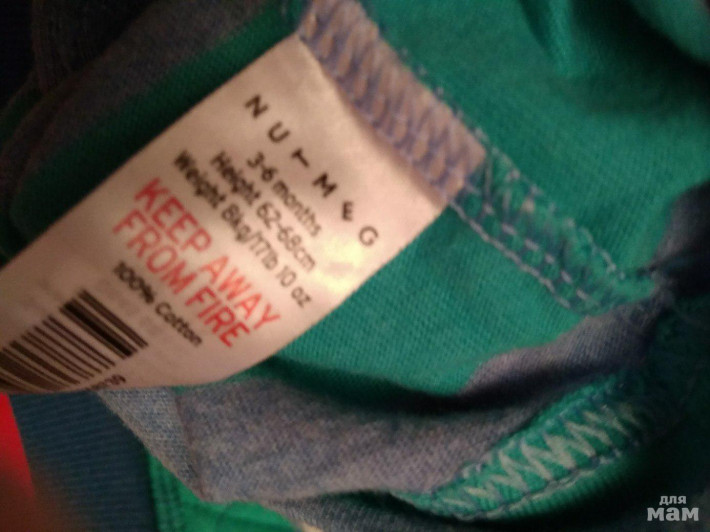 NUTMEG
3-6 months
Height 62-68cm
Weight 8kg/17lb 10 oz
KEEP AWAY
FROM FIRE
100% Cotton
для
мам